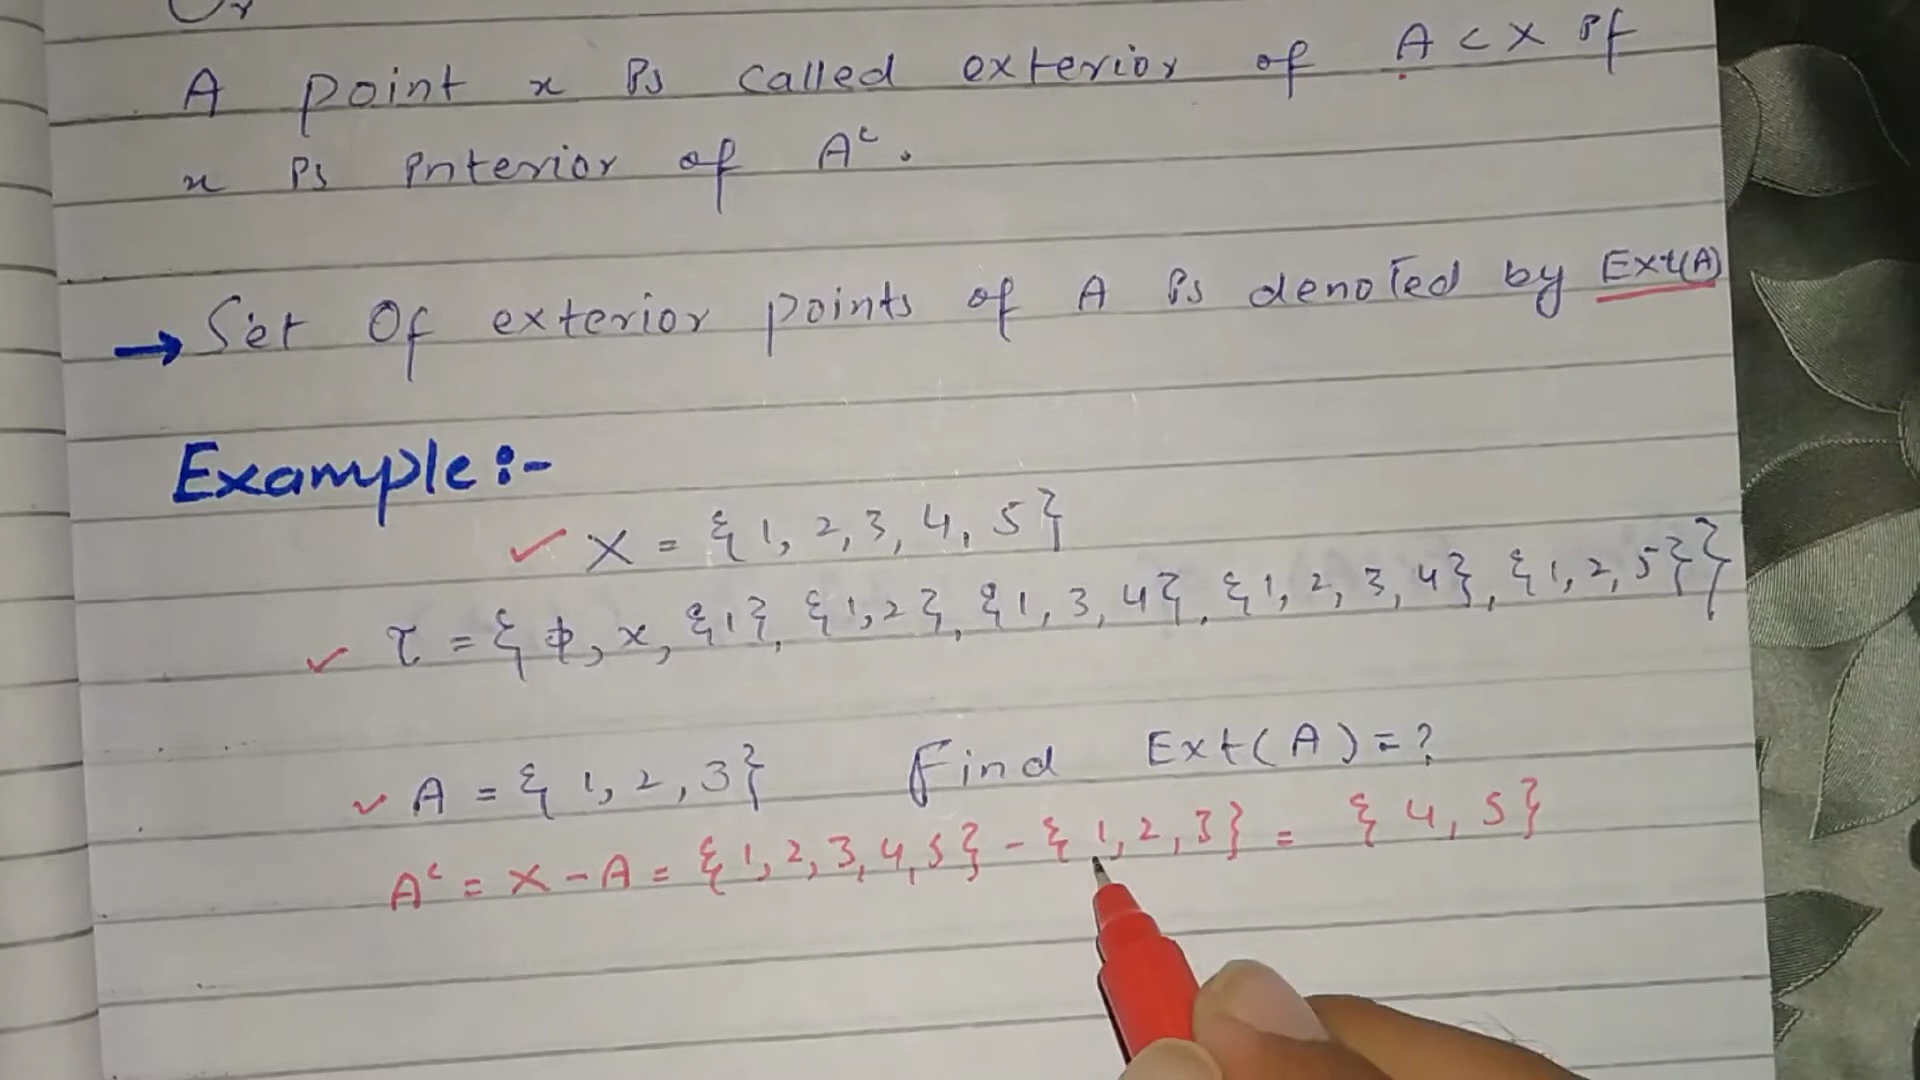 Or
A point x is called exterior of A < X if
x is interior of Aᶜ.
→ Set Of exterior points of A is denoted by Ext(A)
Example:-
✓ X = {1, 2, 3, 4, 5}
✓ τ = {ϕ, x, {1}, {1,2}, {1, 3, 4}, {1, 2, 3, 4}, {1, 2, 5}}
✓ A = {1, 2, 3} Find Ext(A) = ?
Aᶜ = X - A = {1, 2, 3, 4, 5} - {1, 2, 3} = {4, 5}